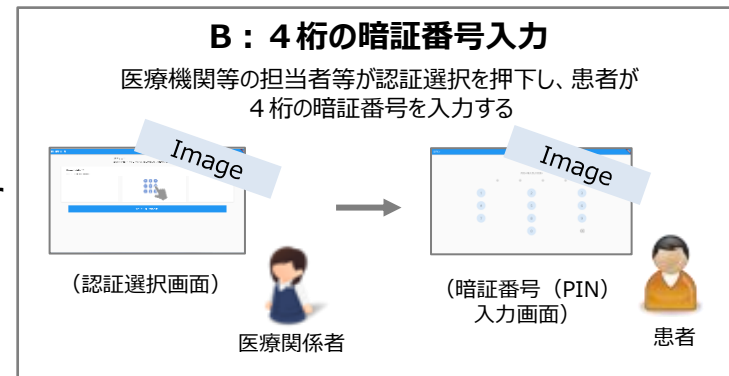 B：４桁の暗証番号入力
医療機関等の担当者等が認証選択を押下し、患者が
４桁の暗証番号を入力する
Image
Image
（認証選択画面）
（暗証番号（PIN）
入力画面）
医療関係者
患者